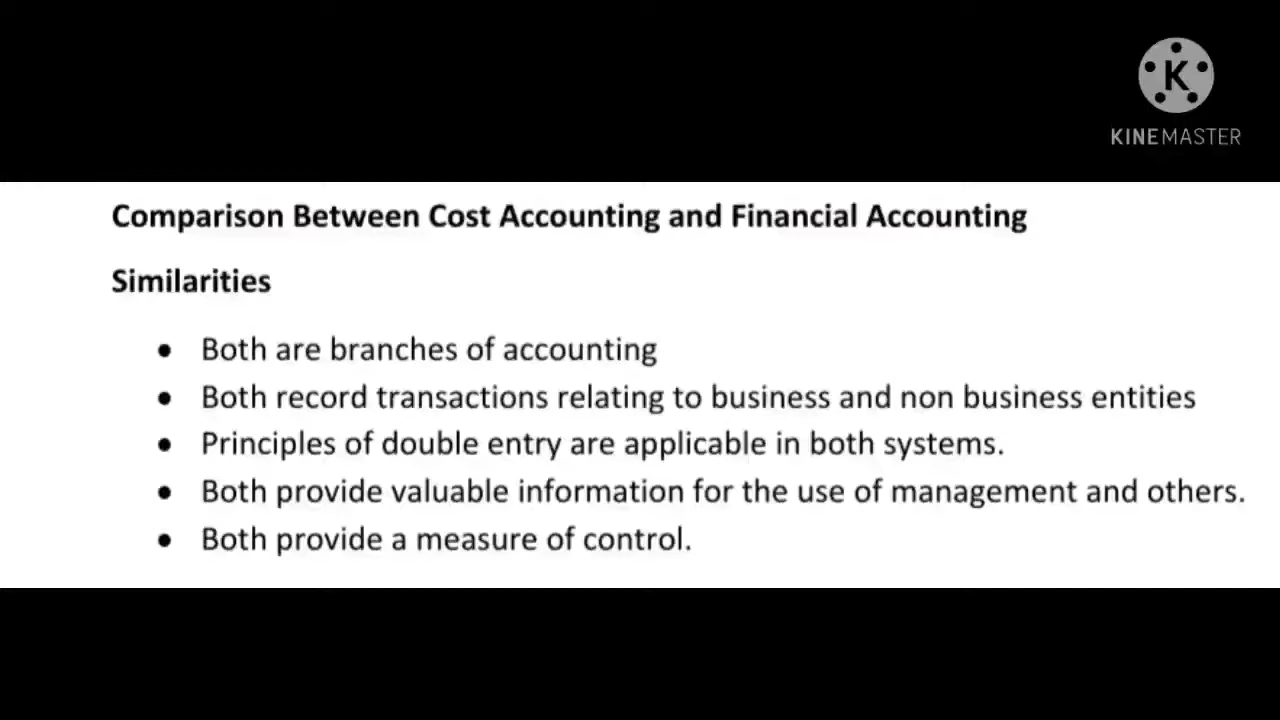 K
KINEMASTER
Comparison Between Cost Accounting and Financial Accounting
Similarities
• Both are branches of accounting
• Both record transactions relating to business and non business entities
• Principles of double entry are applicable in both systems.
• Both provide valuable information for the use of management and others.
• Both provide a measure of control.